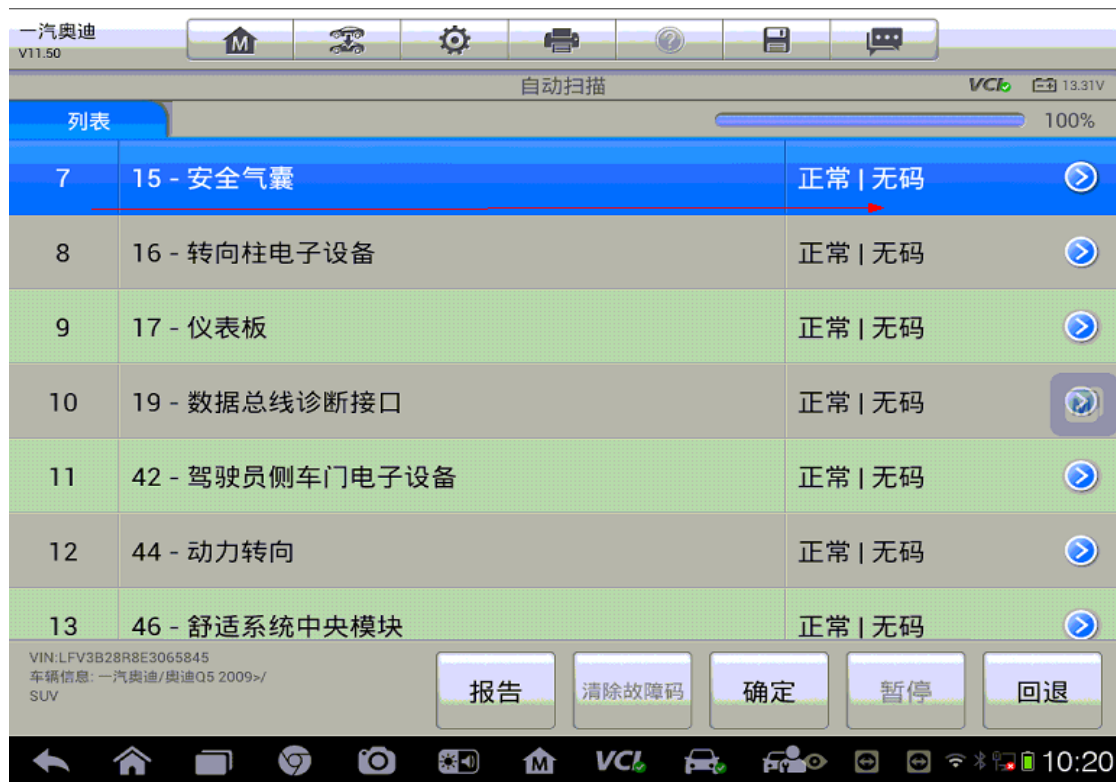 一汽奥迪
V11.50
自动扫描
VCI 13.31V
列表 100%
7 15 - 安全气囊 正常 | 无码
8 16 - 转向柱电子设备 正常 | 无码
9 17 - 仪表板 正常 | 无码
10 19 - 数据总线诊断接口 正常 | 无码
11 42 - 驾驶员侧车门电子设备 正常 | 无码
12 44 - 动力转向 正常 | 无码
13 46 - 舒适系统中央模块 正常 | 无码
VIN:LFV3B28R8E3065845
车辆信息: 一汽奥迪/奥迪Q5 2009>/
SUV
报告 清除故障码 确定 暂停 回退
M VCI 10:20